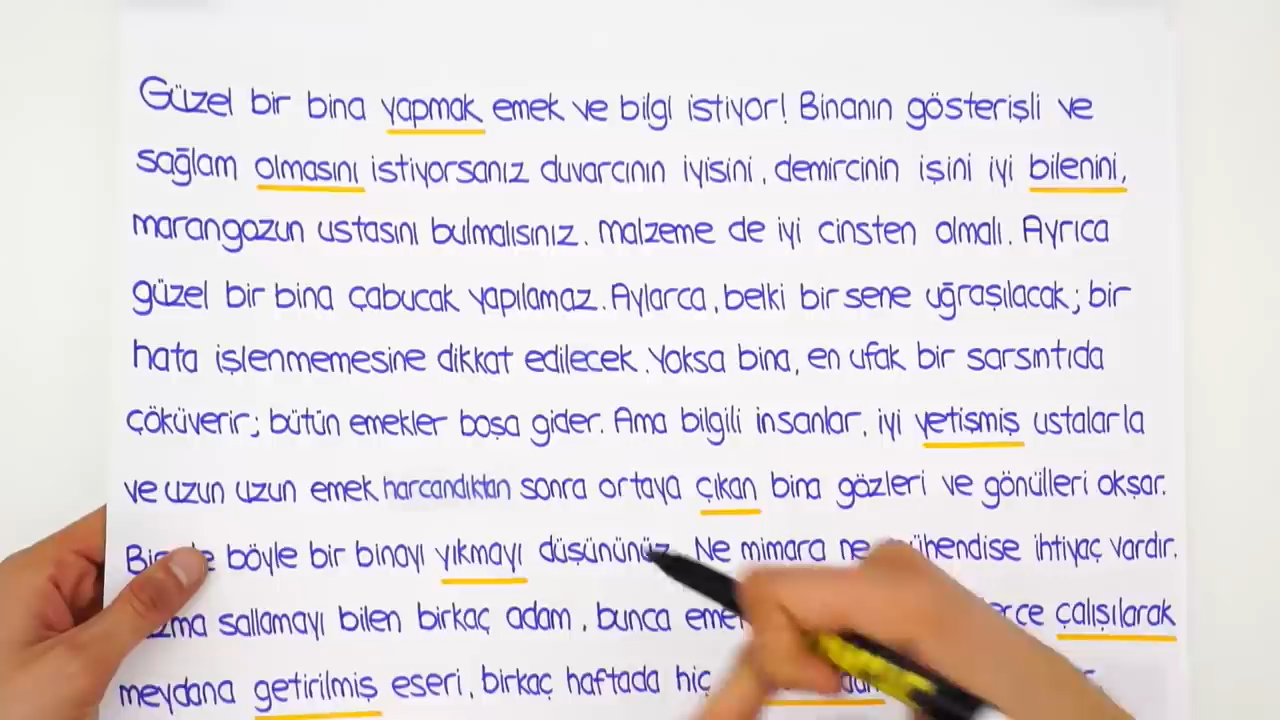 Güzel bir bina yapmak emek ve bilgi istiyor! Binanın gösterişli ve
sağlam olmasını istiyorsanız duvarcının iyisini, demircinin işini iyi bilenini,
marangozun ustasını bulmalısınız. Malzeme de iyi cinsten olmalı. Ayrıca
güzel bir bina çabucak yapılamaz. Aylarca, belki bir sene uğraşılacak; bir
hata işlenmemesine dikkat edilecek. Yoksa bina, en ufak bir sarsıntıda
çöküverir; bütün emekler boşa gider. Ama bilgili insanlar, iyi yetişmiş ustalarla
ve uzun uzun emek harcandıktan sonra ortaya çıkan bina gözleri ve gönülleri okşar.
böyle bir binayı yıkmayı düşününüz. Ne mimara ne ihtiyaç vardır.
sallamayı bilen birkaç adam, bunca çalışılarak
meydana getirilmiş eseri, birkaç haftada hiç